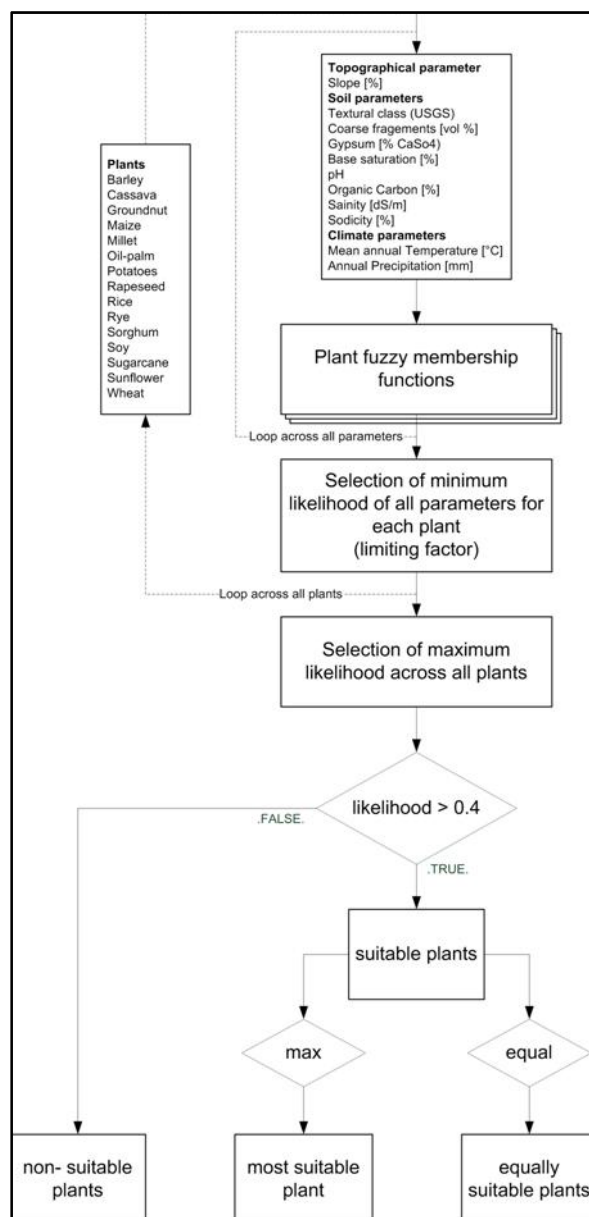 Topographical parameter
Slope [%]
Soil parameters
Textural class (USGS)
Coarse fragements [vol %]
Gypsum [% CaSo4)
Base saturation [%]
pH
Organic Carbon [%]
Sainity [dS/m]
Sodicity [%]
Climate parameters
Mean annual Temperature [°C]
Annual Precipitation [mm]
Plants
Barley
Cassava
Groundnut
Maize
Millet
Oil-palm
Potatoes
Rapeseed
Rice
Rye
Sorghum
Soy
Sugarcane
Sunflower
Wheat
Plant fuzzy membership
functions
Loop across all parameters
Selection of minimum
likelihood of all parameters for
each plant
(limiting factor)
Loop across all plants
Selection of maximum
likelihood across all plants
likelihood > 0.4
.FALSE.
.TRUE.
suitable plants
max
equal
non- suitable
plants
most suitable
plant
equally
suitable plants